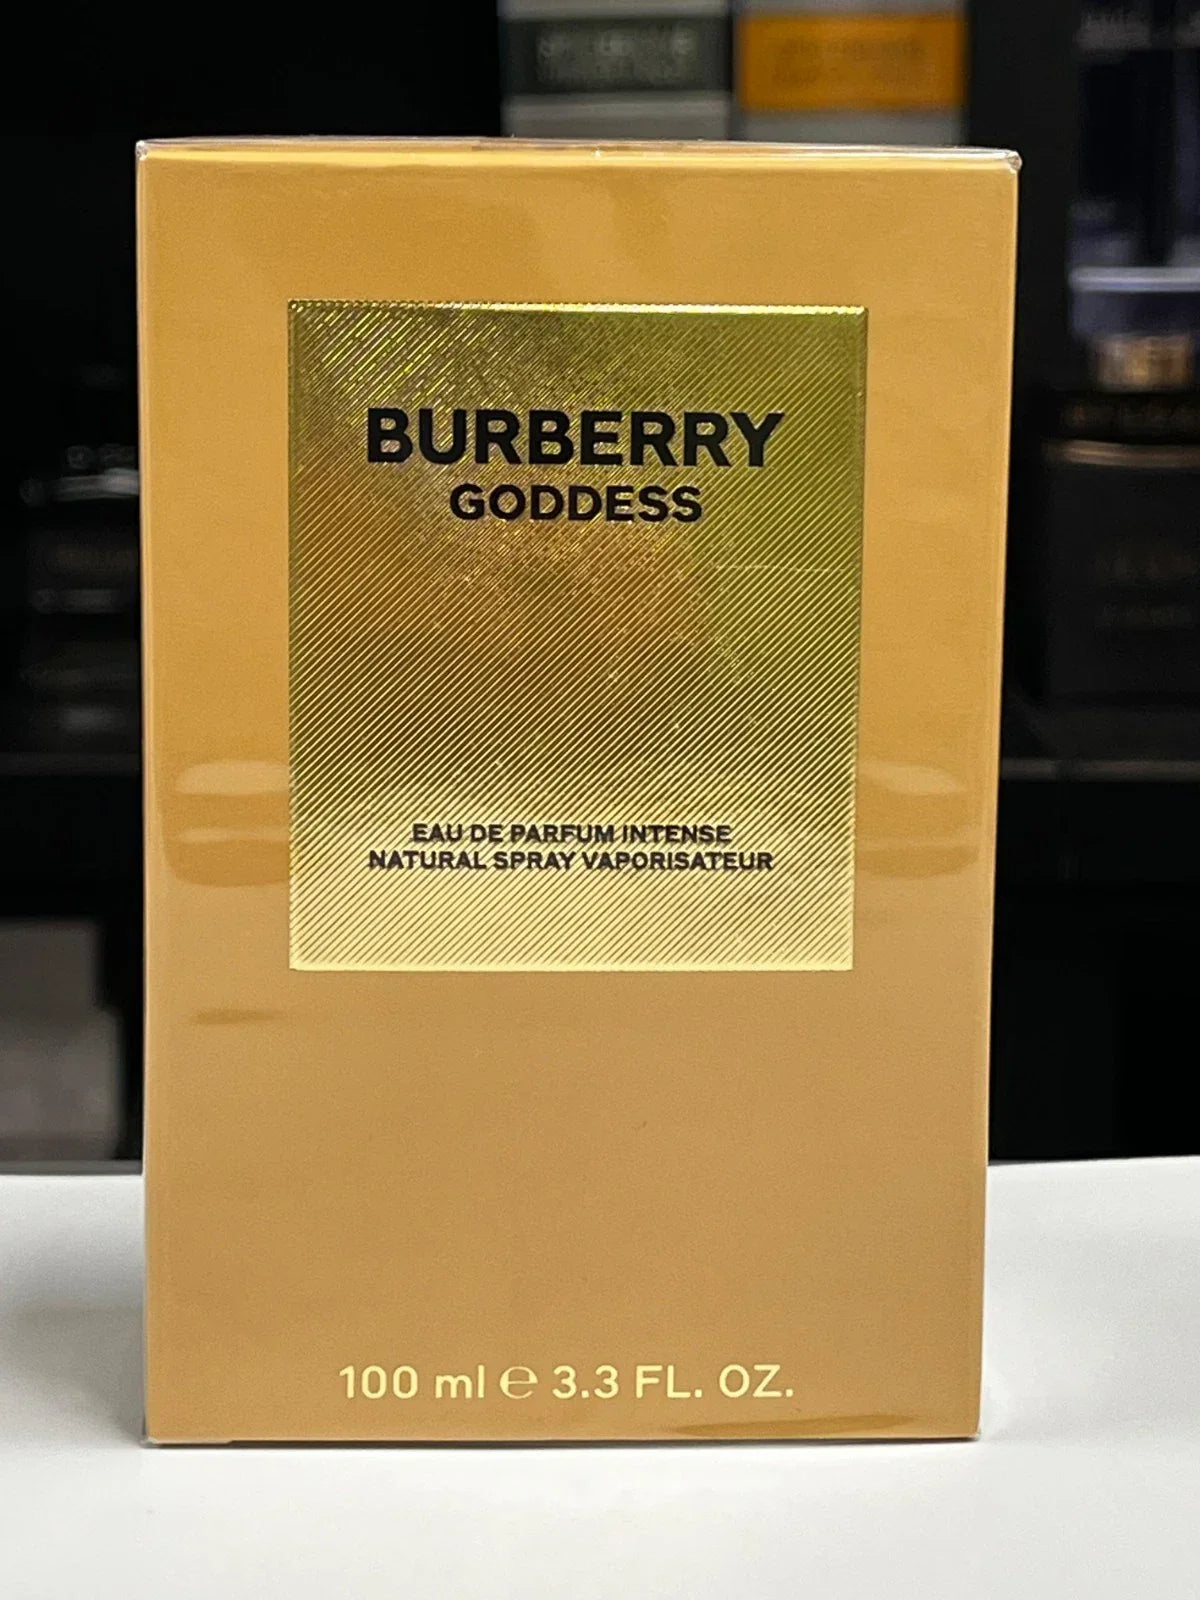 BURBERRY
GODDESS
EAU DE PARFUM INTENSE
NATURAL SPRAY VAPORISATEUR
100 ml ℮ 3.3 FL. OZ.